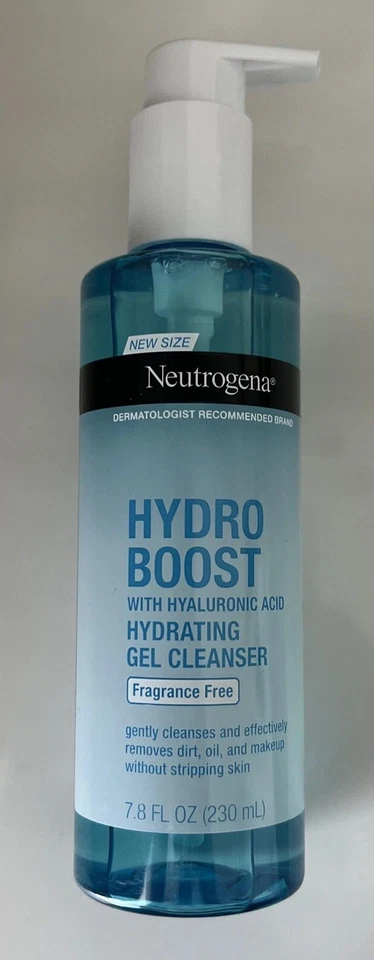 NEW SIZE
Neutrogena®
DERMATOLOGIST RECOMMENDED BRAND
HYDRO
BOOST
WITH HYALURONIC ACID
HYDRATING
GEL CLEANSER
Fragrance Free
gently cleanses and effectively
removes dirt, oil, and makeup
without stripping skin
7.8 FL OZ (230 mL)